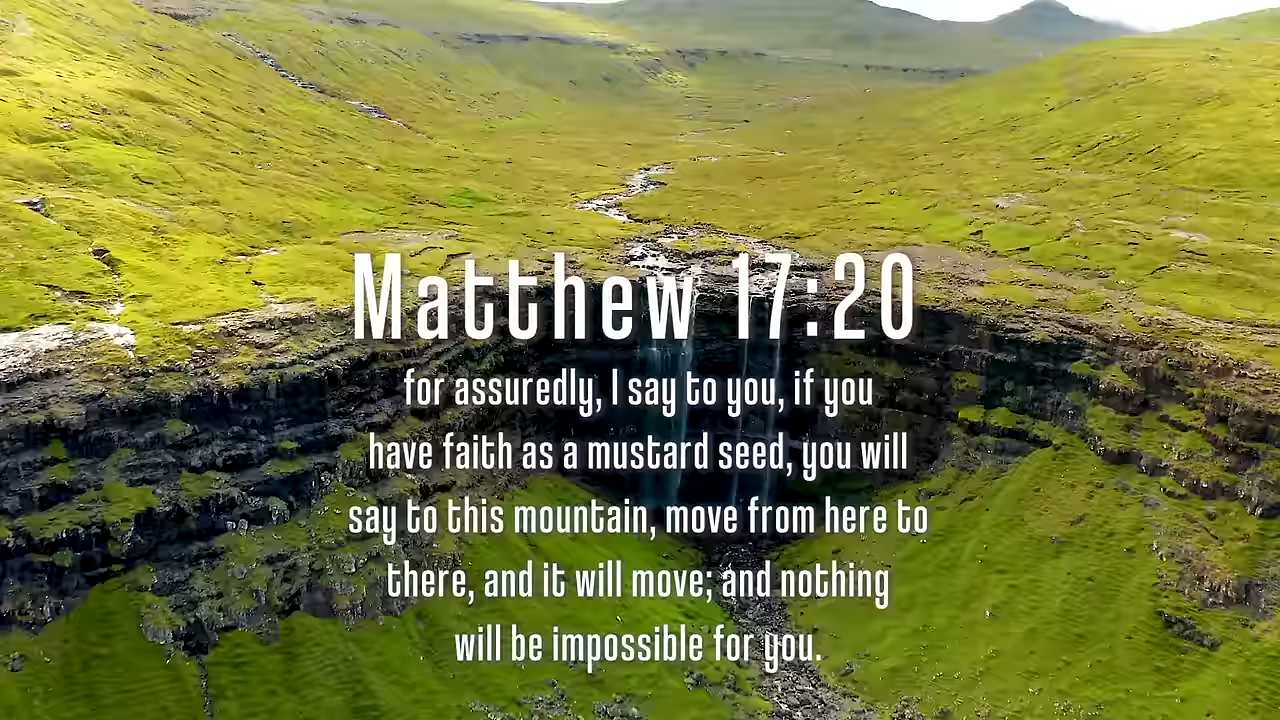 Matthew 17:20
for assuredly, I say to you, if you
have faith as a mustard seed, you will
say to this mountain, move from here to
there, and it will move; and nothing
will be impossible for you.